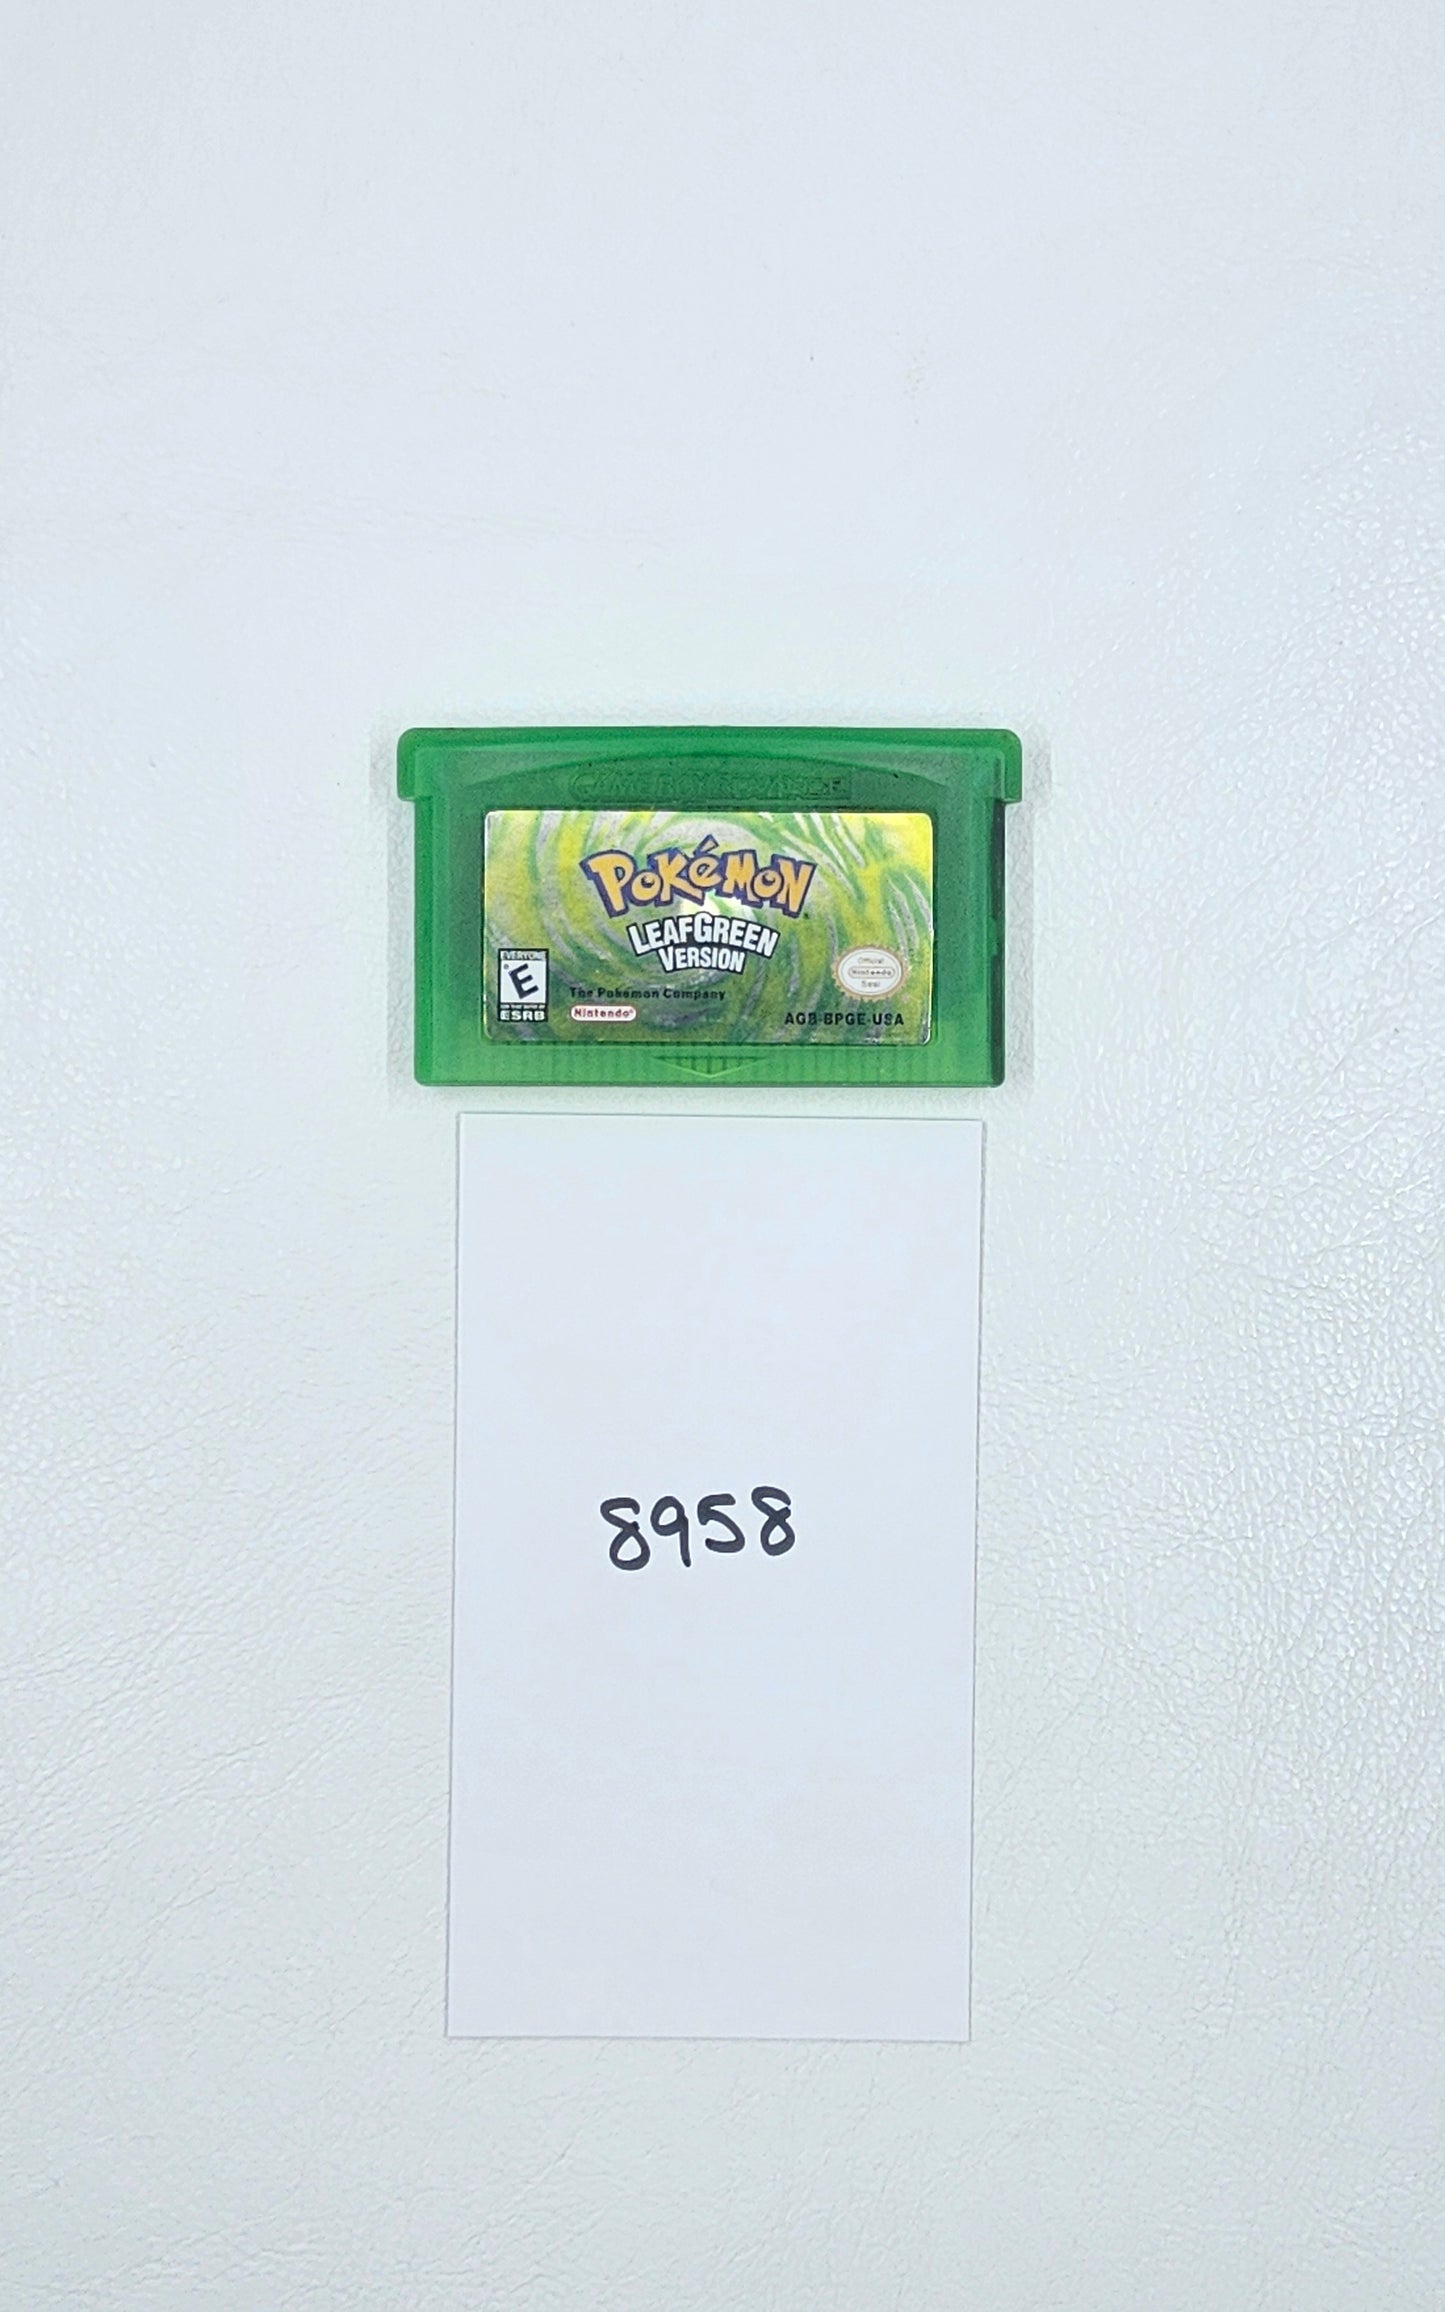 GAME BOY ADVANCE
POKéMON
LEAFGREEN
VERSION
EVERYONE
E
ESRB
The Pokémon Company
Nintendo®
Official
Nintendo
Seal
AGB-BPGE-USA
8958